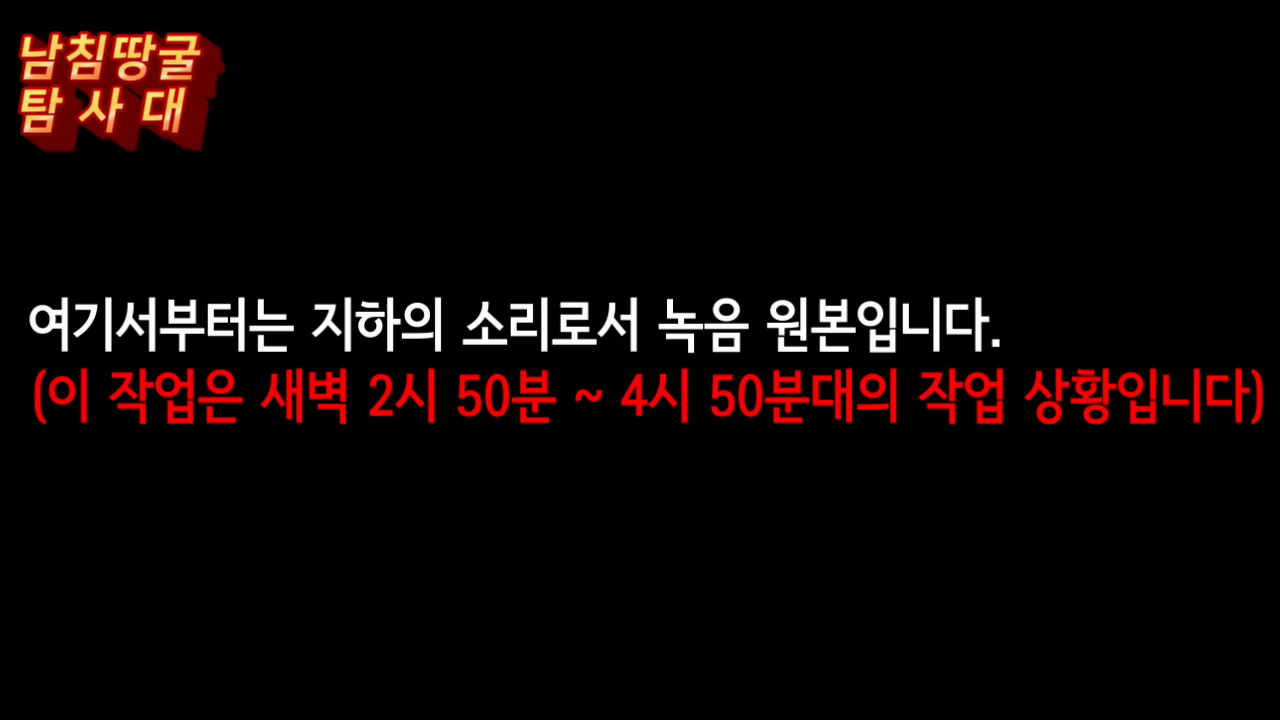 남침땅굴
탐사대
여기서부터는 지하의 소리로서 녹음 원본입니다.
(이 작업은 새벽 2시 50분 ~ 4시 50분대의 작업 상황입니다)